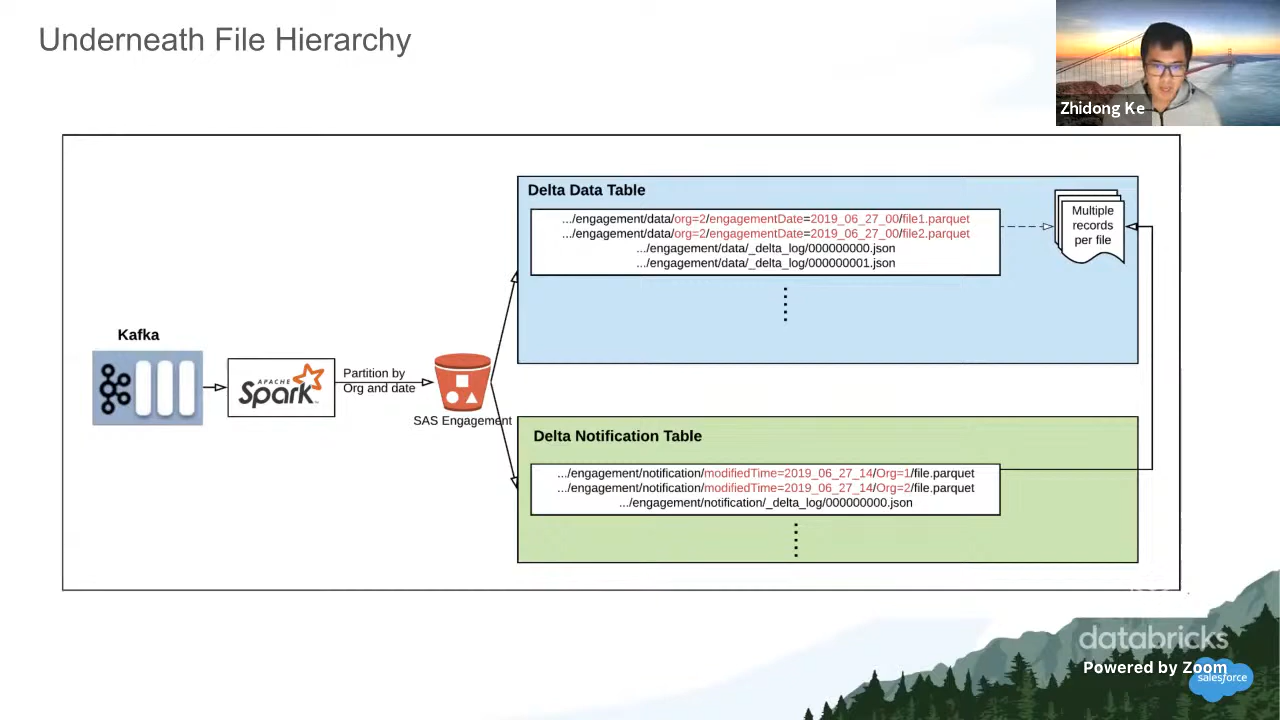 Underneath File Hierarchy
Zhidong Ke
Delta Data Table
.../engagement/data/org=2/engagementDate=2019_06_27_00/file1.parquet
.../engagement/data/org=2/engagementDate=2019_06_27_00/file2.parquet
.../engagement/data/_delta_log/000000000.json
.../engagement/data/_delta_log/000000001.json
Multiple
records
per file
Kafka
APACHE
Spark
Partition by
Org and date
SAS Engagement
Delta Notification Table
.../engagement/notification/modifiedTime=2019_06_27_14/Org=1/file.parquet
.../engagement/notification/modifiedTime=2019_06_27_14/Org=2/file.parquet
.../engagement/notification/_delta_log/000000000.json
databricks
Powered by Zoom
salesforce